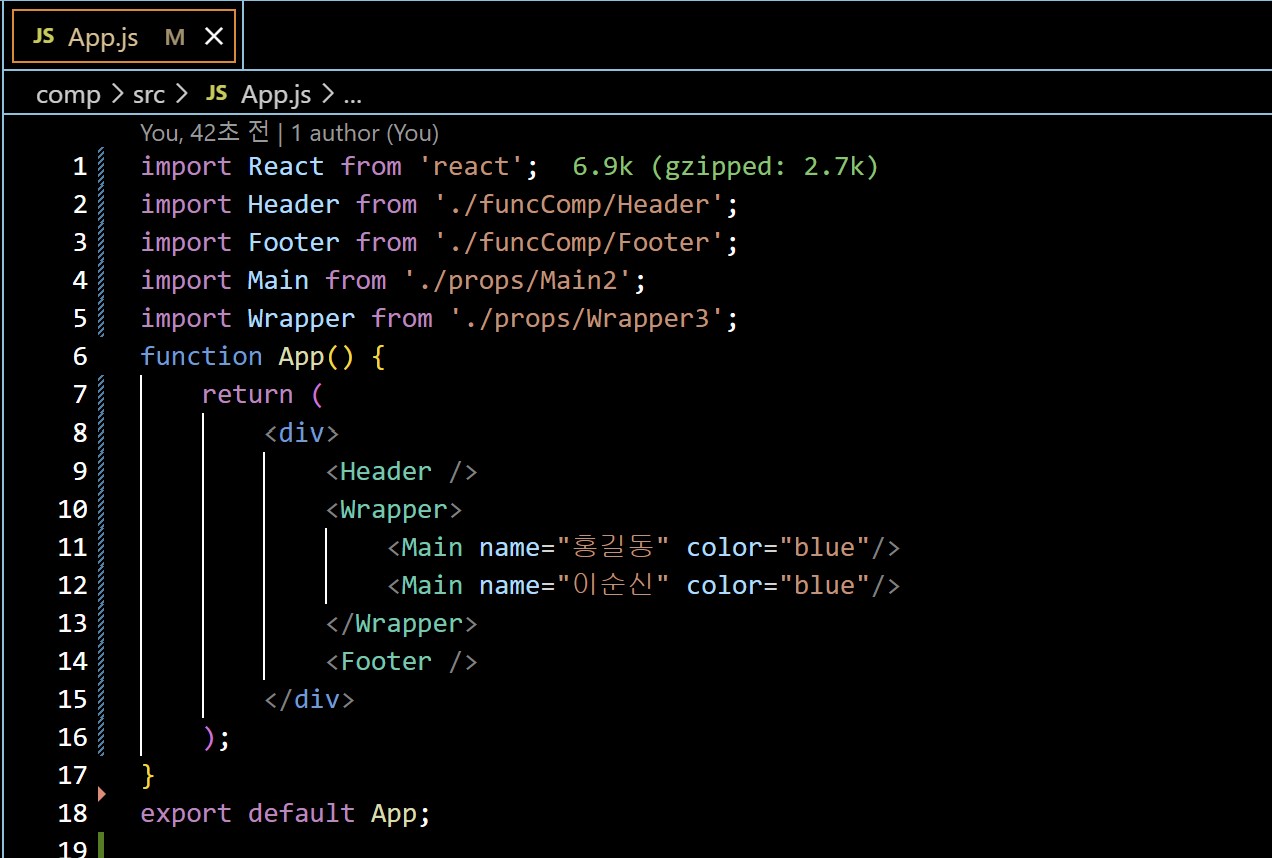 JS App.js M
comp > src > JS App.js > ...
You, 42초 전 | 1 author (You)
1 import React from 'react'; 6.9k (gzipped: 2.7k)
2 import Header from './funcComp/Header';
3 import Footer from './funcComp/Footer';
4 import Main from './props/Main2';
5 import Wrapper from './props/Wrapper3';
6 function App() {
7 return (
8 <div>
9 <Header />
10 <Wrapper>
11 <Main name="홍길동" color="blue"/>
12 <Main name="이순신" color="blue"/>
13 </Wrapper>
14 <Footer />
15 </div>
16 );
17 }
18 export default App;
19